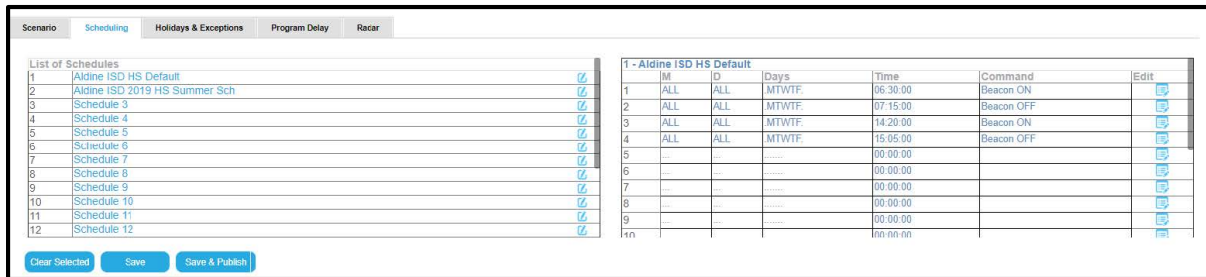 Scenario Scheduling Holidays & Exceptions Program Delay Racar
List of Schedules
1 Aldine ISD HS Default
2 Aldine ISD 2019 HS Summer Sch
3 Schedule 3
4 Schedule 4
5 Schedule 5
6 Schedule 6
7 Schedule 7
8 Schedule 8
9 Schedule 9
10 Schedule 10
11 Schedule 11
12 Schedule 12
Clear Selected Save Save & Publish
1 - Aldine ISD HS Default
M D Days Time Command Edit
1 ALL ALL .MTWTF. 06:30:00 Beacon ON
2 ALL ALL .MTWTF. 07:15:00 Beacon OFF
3 ALL ALL .MTWTF. 14:20:00 Beacon ON
4 ALL ALL .MTWTF. 15:05:00 Beacon OFF
5 ... ... ....... 00:00:00
6 ... ... ....... 00:00:00
7 ... ... ....... 00:00:00
8 ... ... ....... 00:00:00
9 ... ... ....... 00:00:00
10 00:00:00